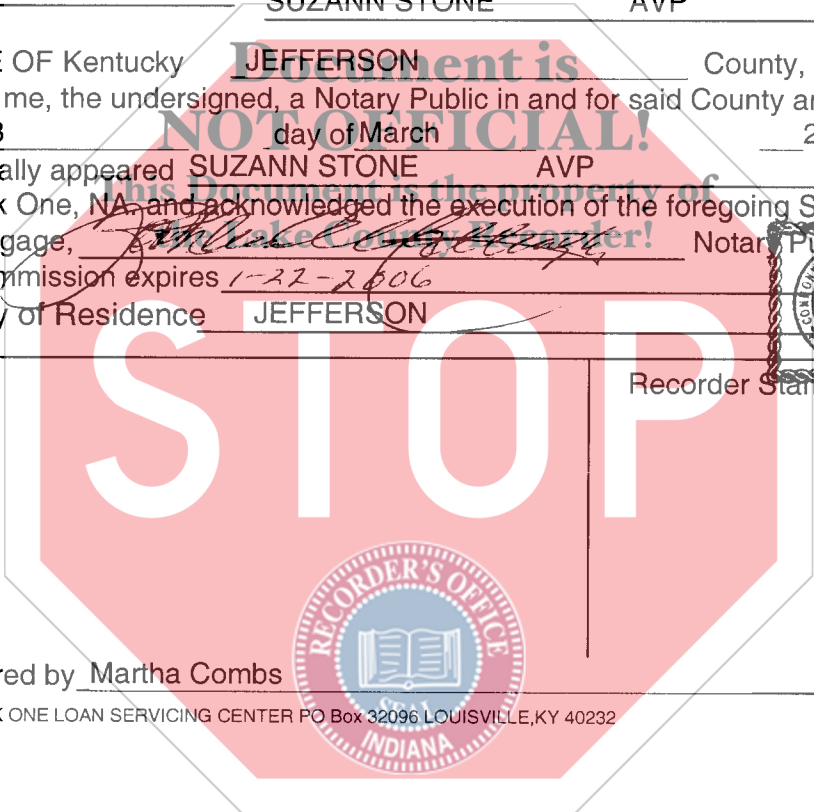 SUZANN STONE AVP
E OF Kentucky JEFFERSON County,
me, the undersigned, a Notary Public in and for said County
day of March 2
ally appeared SUZANN STONE AVP
One, NA. and acknowledged the execution of the foregoing S
gage, Notary Pu
mmission expires 1-22-2006
y of Residence JEFFERSON
Recorder Stam
Document is
NOT OFFICIAL!
This Document is the property of
the Lake County Recorder!
STOP
RECORDER'S OFFICE
SEAL
INDIANA
COMMON
red by Martha Combs
K ONE LOAN SERVICING CENTER PO Box 32096 LOUISVILLE,KY 40232